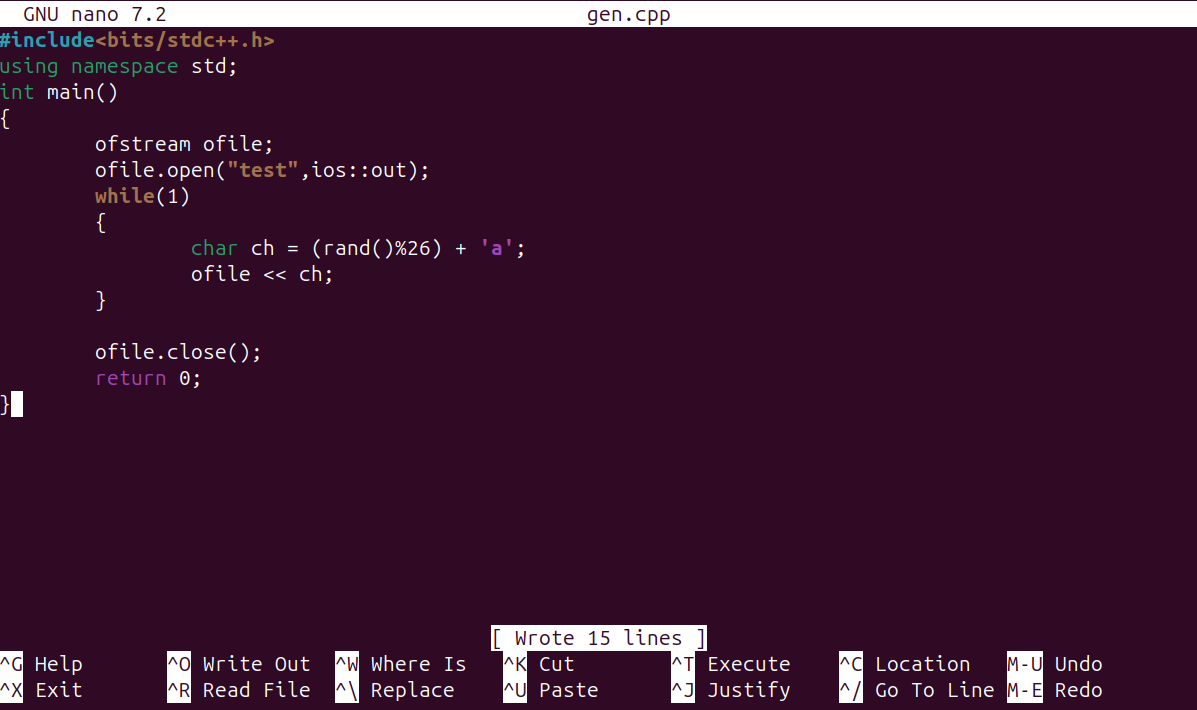 GNU nano 7.2 gen.cpp
#include<bits/stdc++.h>
using namespace std;
int main()
{
        ofstream ofile;
        ofile.open("test",ios::out);
        while(1)
        {
                char ch = (rand()%26) + 'a';
                ofile << ch;
        }

        ofile.close();
        return 0;
}
[ Wrote 15 lines ]
^G Help ^O Write Out ^W Where Is ^K Cut ^T Execute ^C Location M-U Undo
^X Exit ^R Read File ^\ Replace ^U Paste ^J Justify ^/ Go To Line M-E Redo